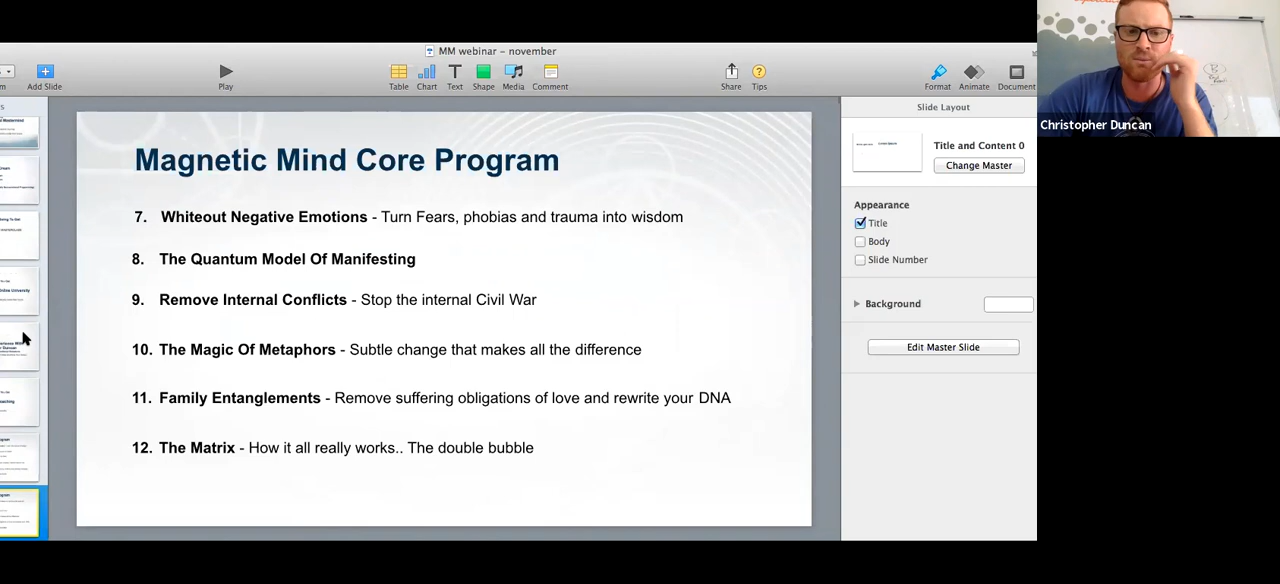 MM webinar – november
Add Slide
Play
Table
Chart
Text
Shape
Media
Comment
Share
Tips
Format
Animate
Document
Christopher Duncan
Slide Layout
Title and Content 0
Change Master
Appearance
Title
Body
Slide Number
Background
Edit Master Slide
Magnetic Mind Core Program
7. Whiteout Negative Emotions - Turn Fears, phobias and trauma into wisdom
8. The Quantum Model Of Manifesting
9. Remove Internal Conflicts - Stop the internal Civil War
10. The Magic Of Metaphors - Subtle change that makes all the difference
11. Family Entanglements - Remove suffering obligations of love and rewrite your DNA
12. The Matrix - How it all really works.. The double bubble